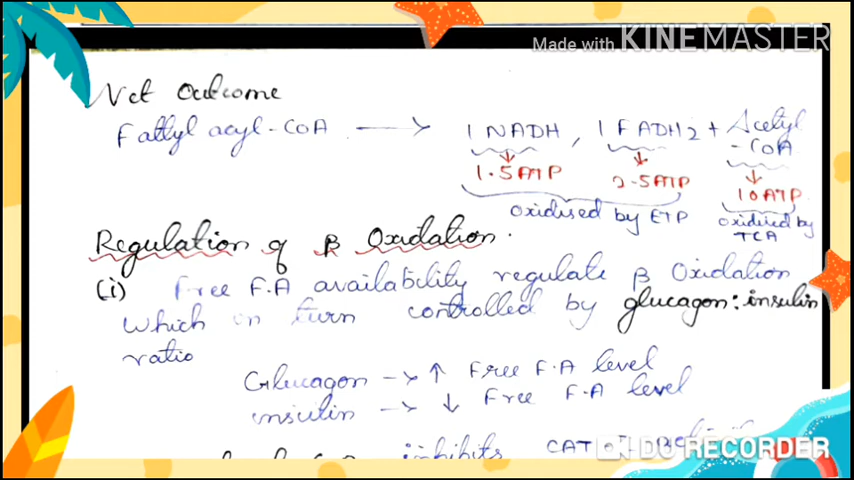 Made with KINEMASTER
Net Outcome
Fattyl acyl-CoA → 1 NADH, 1 FADH2 + Acetyl
-CoA
1.5ATP 2.5ATP 10ATP
oxidised by ETP oxidised by
TCA
Regulation of β Oxidation.
(i) Free F.A availability regulate β Oxidation
which in turn controlled by glucagon:insulin
ratio
Glucagon → ↑ Free F.A level
insulin → ↓ Free F.A level
inhibits CAT
DU RECORDER